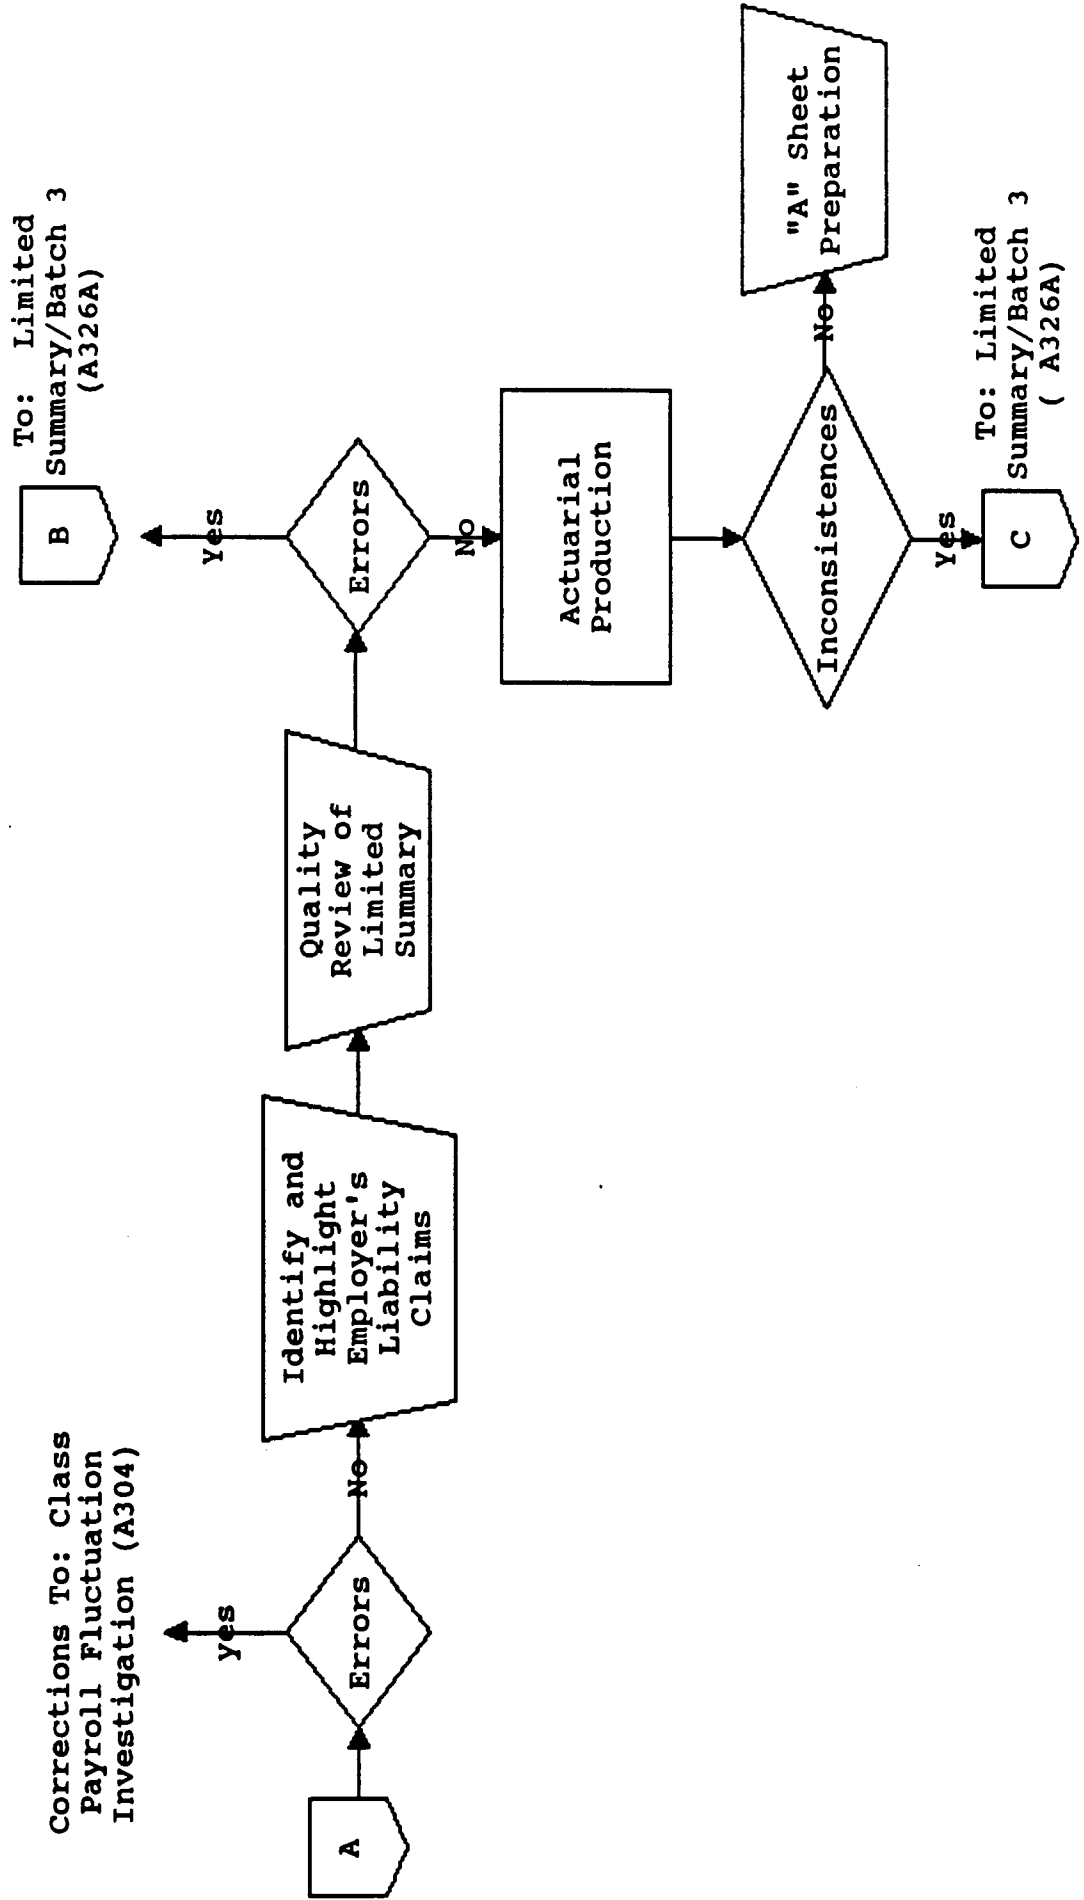 Corrections To: Class
Payroll Fluctuation
Investigation (A304)
A
Errors
yes
No
Identify and
Highlight
Employer's
Liability
Claims
Quality
Review of
Limited
Summary
Errors
Yes
To: Limited
Summary/Batch 3
(A326A)
B
No
Actuarial
Production
Inconsistences
No
"A" Sheet
Preparation
Yes
C
To: Limited
Summary/Batch 3
( A326A)